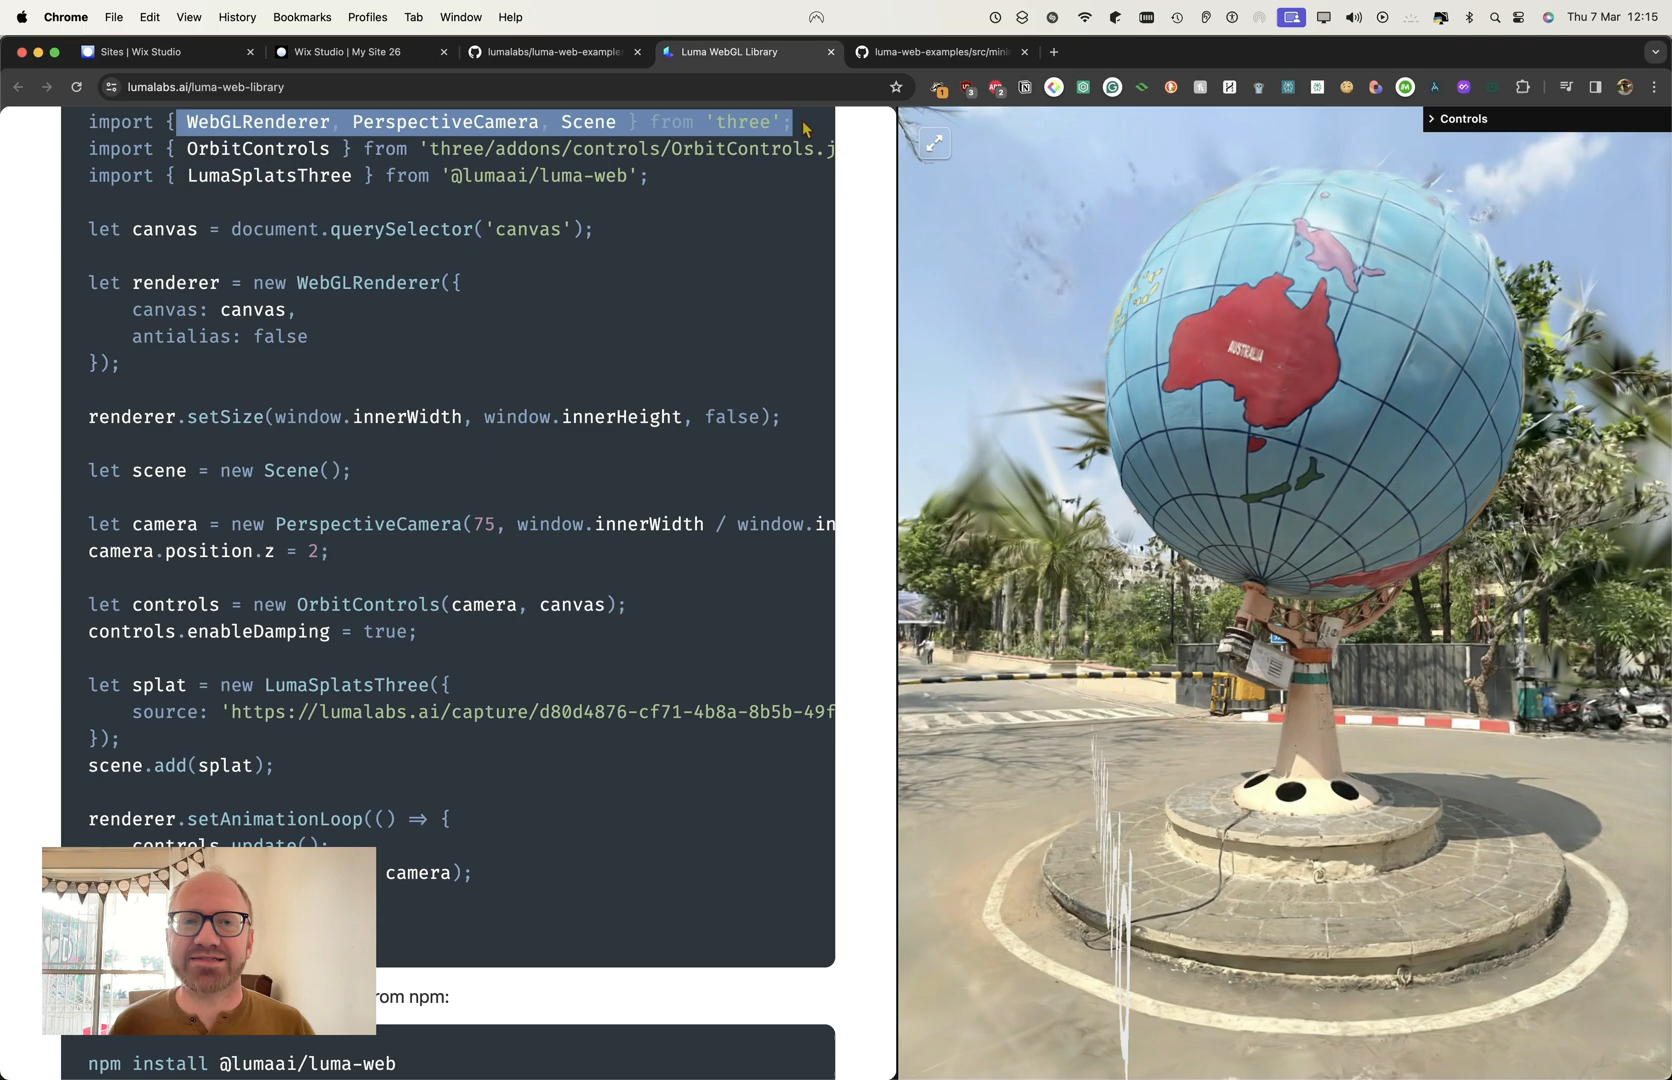 Chrome File Edit View History Bookmarks Profiles Tab Window Help
Thu 7 Mar 12:15
Sites | Wix Studio
Wix Studio | My Site 26
lumalabs/luma-web-example
Luma WebGL Library
luma-web-examples/src/mini
lumalabs.ai/luma-web-library
import { WebGLRenderer, PerspectiveCamera, Scene } from 'three';
import { OrbitControls } from 'three/addons/controls/OrbitControls.j
import { LumaSplatsThree } from '@lumaai/luma-web';
let canvas = document.querySelector('canvas');
let renderer = new WebGLRenderer({
canvas: canvas,
antialias: false
});
renderer.setSize(window.innerWidth, window.innerHeight, false);
let scene = new Scene();
let camera = new PerspectiveCamera(75, window.innerWidth / window.in
camera.position.z = 2;
let controls = new OrbitControls(camera, canvas);
controls.enableDamping = true;
let splat = new LumaSplatsThree({
source: 'https://lumalabs.ai/capture/d80d4876-cf71-4b8a-8b5b-49f
});
scene.add(splat);
renderer.setAnimationLoop(() => {
controls.update();
camera);
rom npm:
npm install @lumaai/luma-web
Controls
AUSTRALIA